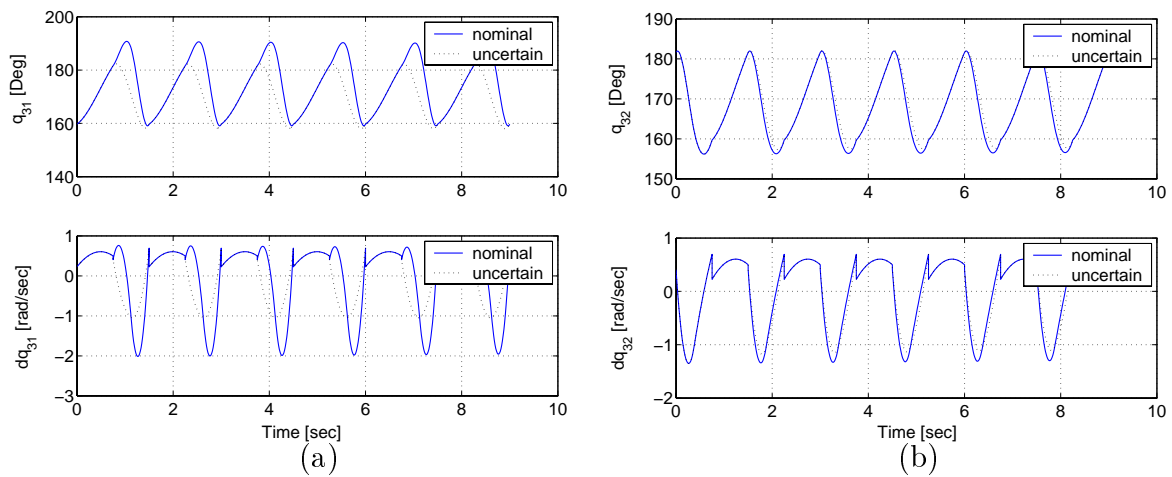 200
180
160
140
q31 [Deg]
nominal
uncertain
0 2 4 6 8 10
1
0
−1
−2
−3
dq31 [rad/sec]
nominal
uncertain
0 2 4 6 8 10
Time [sec]
(a)
190
180
170
160
150
q32 [Deg]
nominal
uncertain
0 2 4 6 8 10
1
0
−1
−2
dq32 [rad/sec]
nominal
uncertain
0 2 4 6 8 10
Time [sec]
(b)